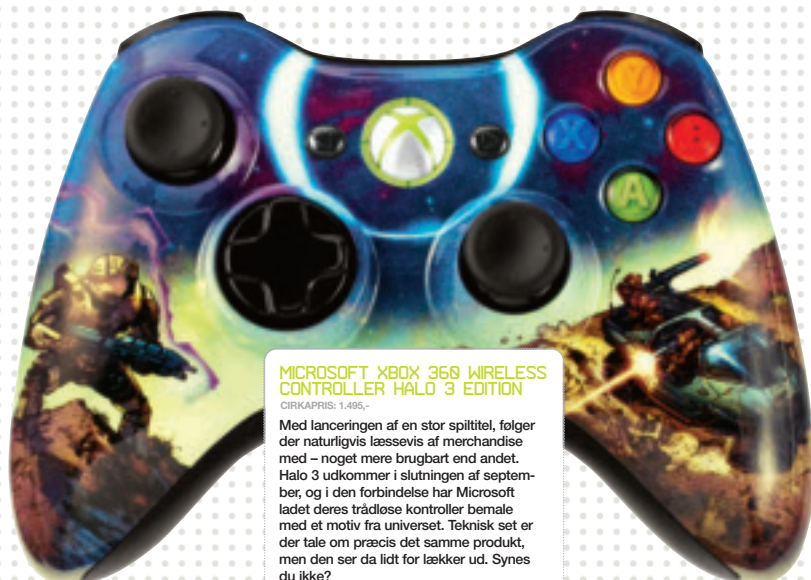 Y
X
A
MICROSOFT XBOX 360 WIRELESS
CONTROLLER HALO 3 EDITION
CIRKAPRIS: 1.495,-
Med lanceringen af en stor spiltitel, følger
der naturligvis læssevis af merchandise
med – noget mere brugbart end andet.
Halo 3 udkommer i slutningen af septem-
ber, og i den forbindelse har Microsoft
ladet deres trådløse kontroller bemale
med et motiv fra universet. Teknisk set er
der tale om præcis det samme produkt,
men den ser da lidt for lækker ud. Synes
du ikke?